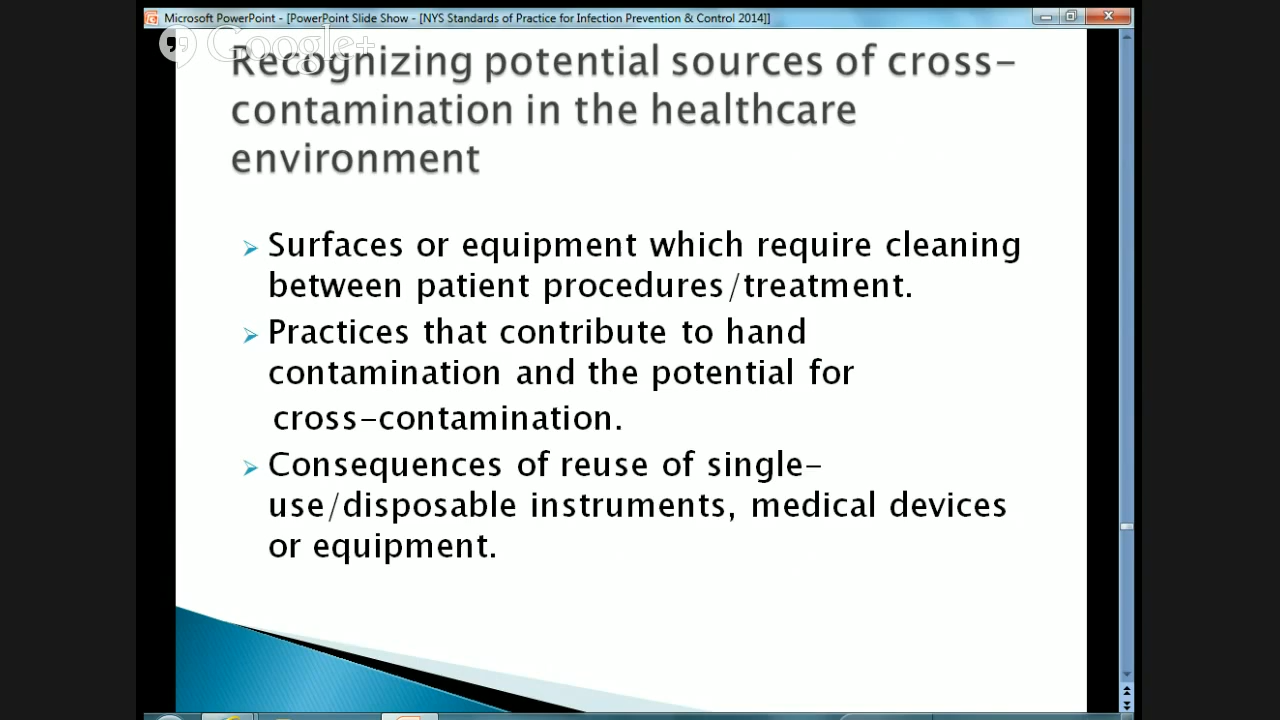 Microsoft PowerPoint - [PowerPoint Slide Show - [NYS Standards of Practice for Infection Prevention & Control 2014]]
Google+
Recognizing potential sources of cross-
contamination in the healthcare
environment
Surfaces or equipment which require cleaning
between patient procedures/treatment.
Practices that contribute to hand
contamination and the potential for
cross-contamination.
Consequences of reuse of single-
use/disposable instruments, medical devices
or equipment.